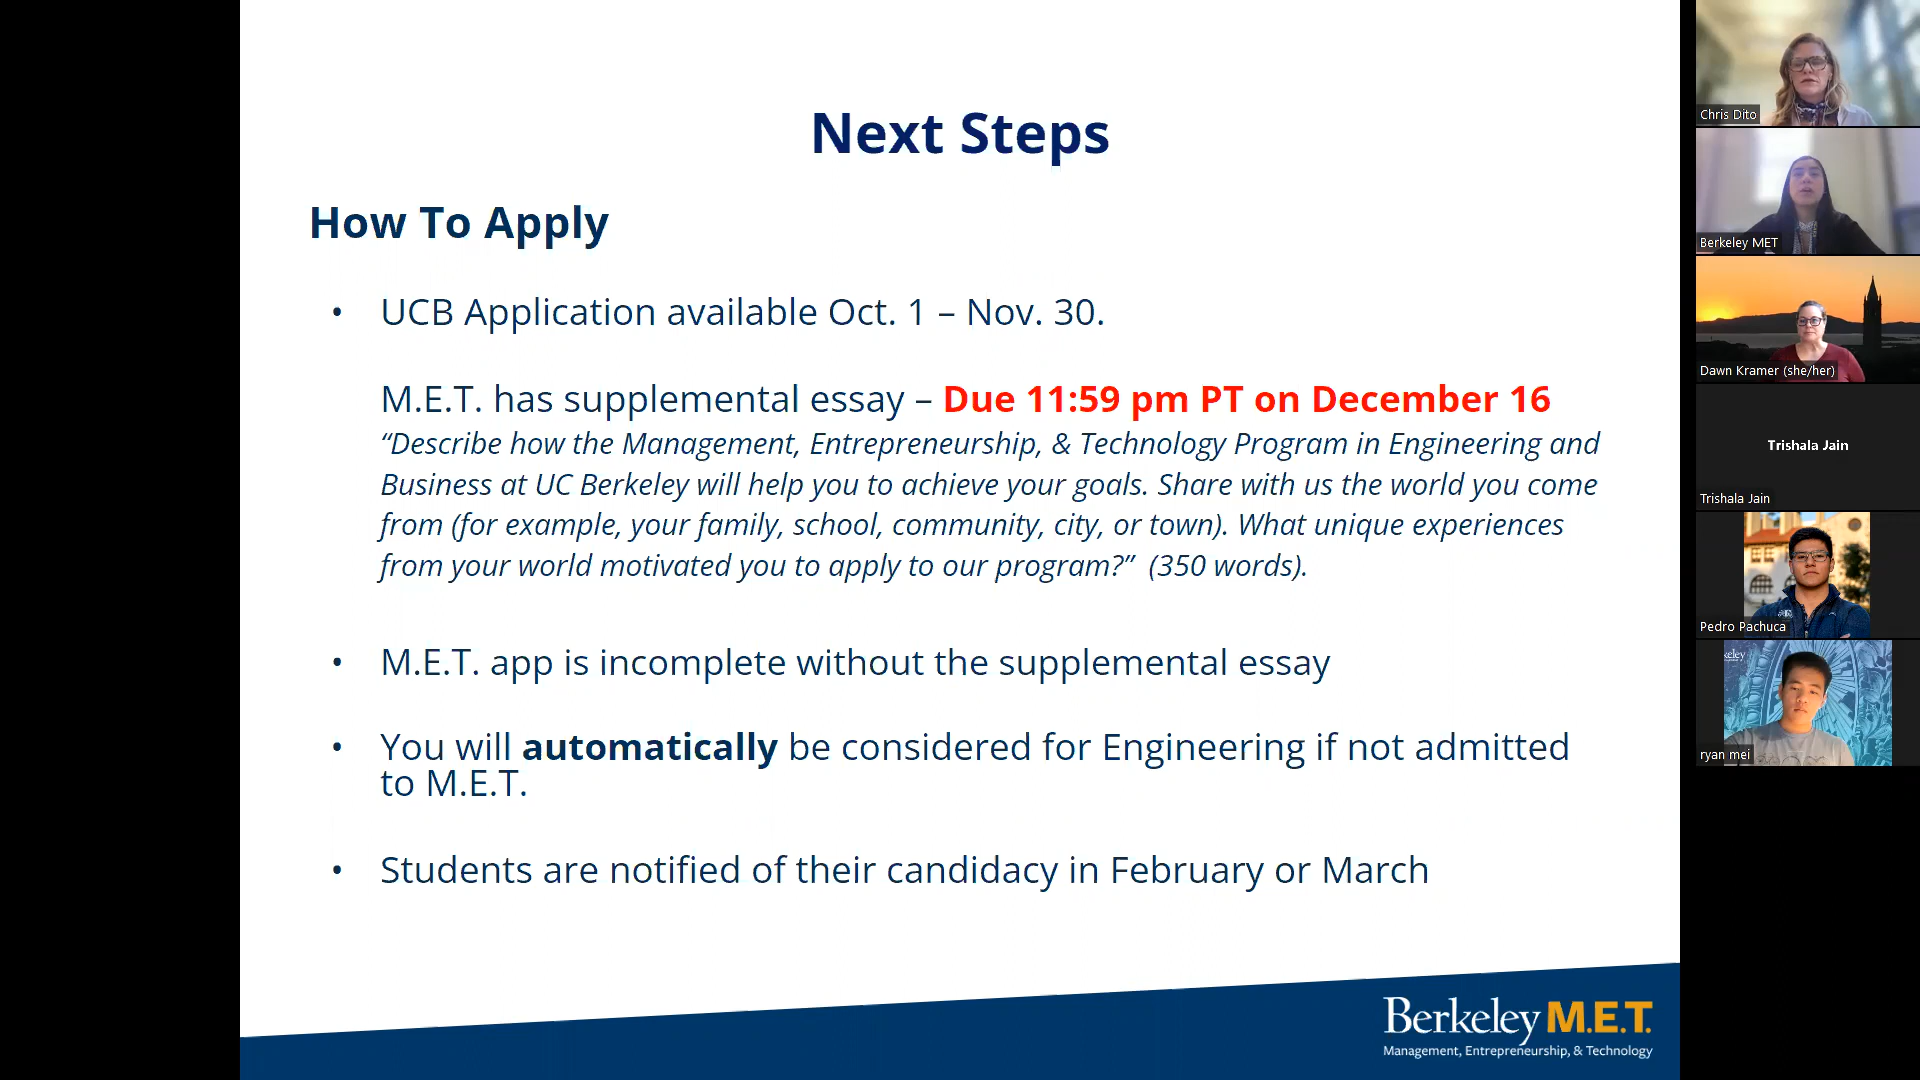 Next Steps
How To Apply
• UCB Application available Oct. 1 – Nov. 30.
M.E.T. has supplemental essay – Due 11:59 pm PT on December 16
“Describe how the Management, Entrepreneurship, & Technology Program in Engineering and
Business at UC Berkeley will help you to achieve your goals. Share with us the world you come
from (for example, your family, school, community, city, or town). What unique experiences
from your world motivated you to apply to our program?” (350 words).
• M.E.T. app is incomplete without the supplemental essay
• You will automatically be considered for Engineering if not admitted
to M.E.T.
• Students are notified of their candidacy in February or March
Berkeley M.E.T.
Management, Entrepreneurship, & Technology
Chris Dito
Berkeley MET
Dawn Kramer (she/her)
Trishala Jain
Trishala Jain
Pedro Pachuca
keley
ryan mei